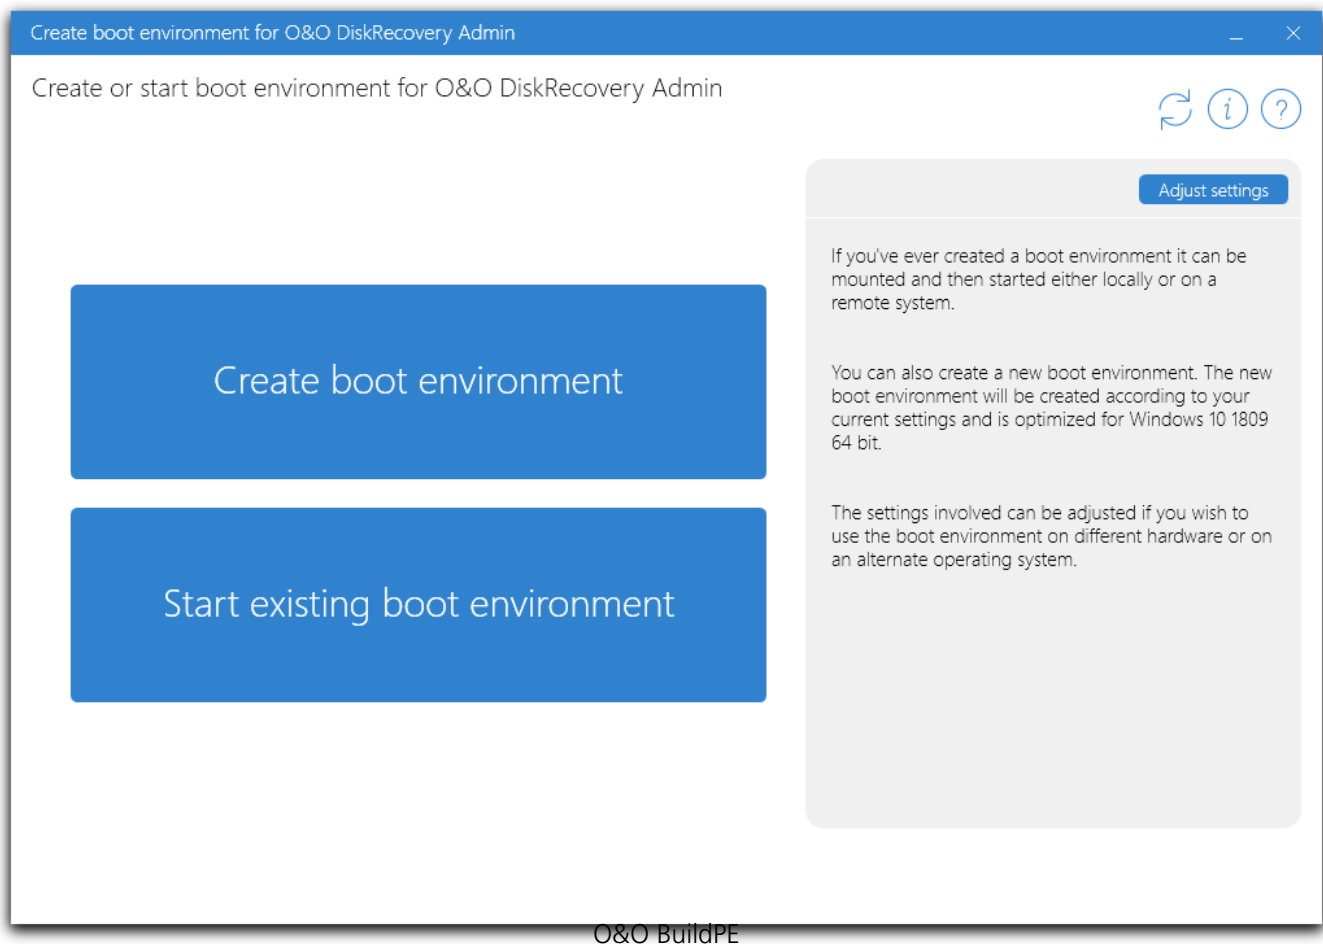 Create boot environment for O&O DiskRecovery Admin
Create or start boot environment for O&O DiskRecovery Admin
i
?
Adjust settings
If you've ever created a boot environment it can be
mounted and then started either locally or on a
remote system.
You can also create a new boot environment. The new
boot environment will be created according to your
current settings and is optimized for Windows 10 1809
64 bit.
The settings involved can be adjusted if you wish to
use the boot environment on different hardware or on
an alternate operating system.
Create boot environment
Start existing boot environment
O&O BuildPE